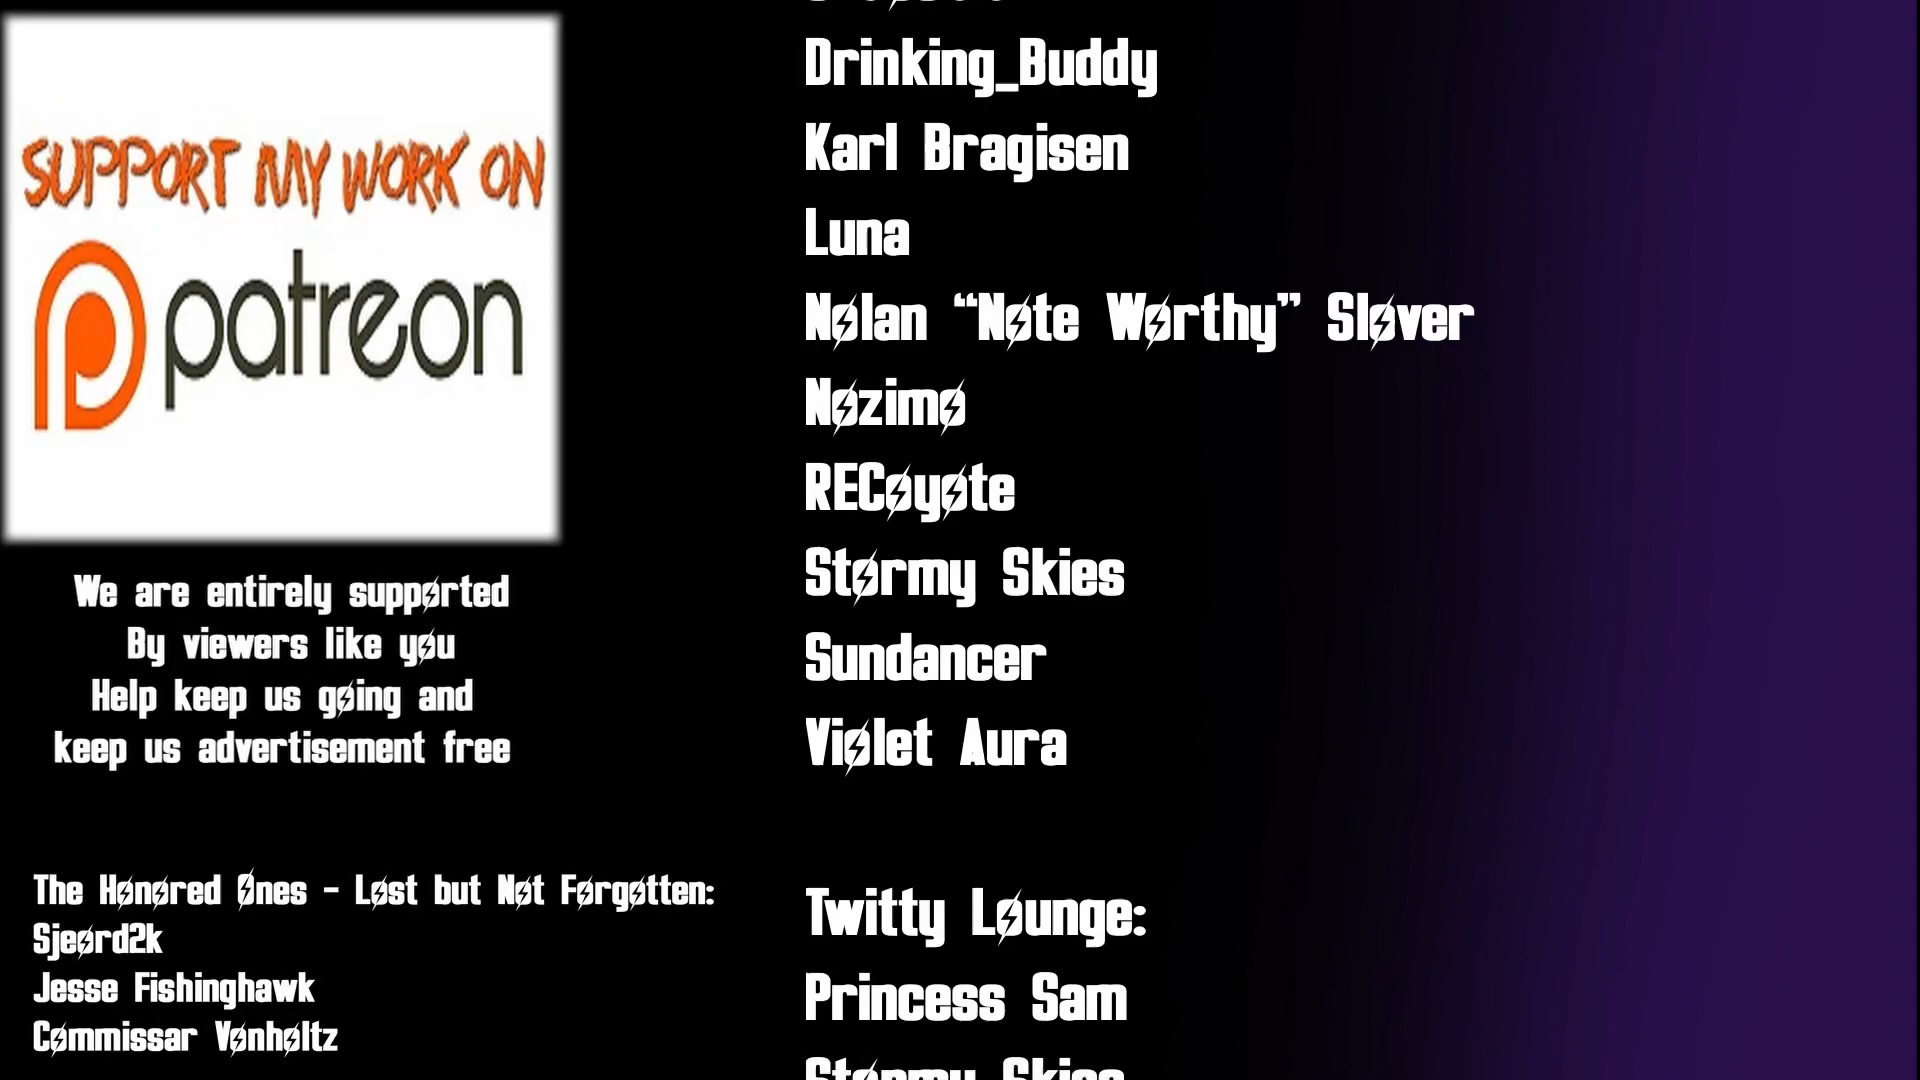 SUPPORT MY WORK ON
patreon
We are entirely supported
By viewers like you
Help keep us going and
keep us advertisement free
The Honored Ones - Lost but Not Forgotten:
Sjeord2k
Jesse Fishinghawk
Commissar Vonholtz
Drinking_Buddy
Karl Bragisen
Luna
Nolan “Note Worthy” Slover
Nozimo
RECoyote
Stormy Skies
Sundancer
Violet Aura
Twitty Lounge:
Princess Sam
Stormy Skies